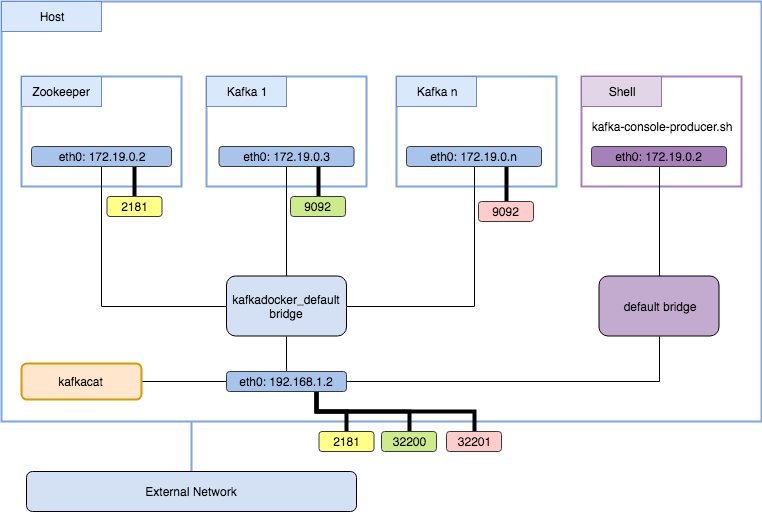 Host
Zookeeper
Kafka 1
Kafka n
Shell
kafka-console-producer.sh
eth0: 172.19.0.2
eth0: 172.19.0.3
eth0: 172.19.0.n
eth0: 172.19.0.2
2181
9092
9092
kafkadocker_default
bridge
default bridge
kafkacat
eth0: 192.168.1.2
2181
32200
32201
External Network